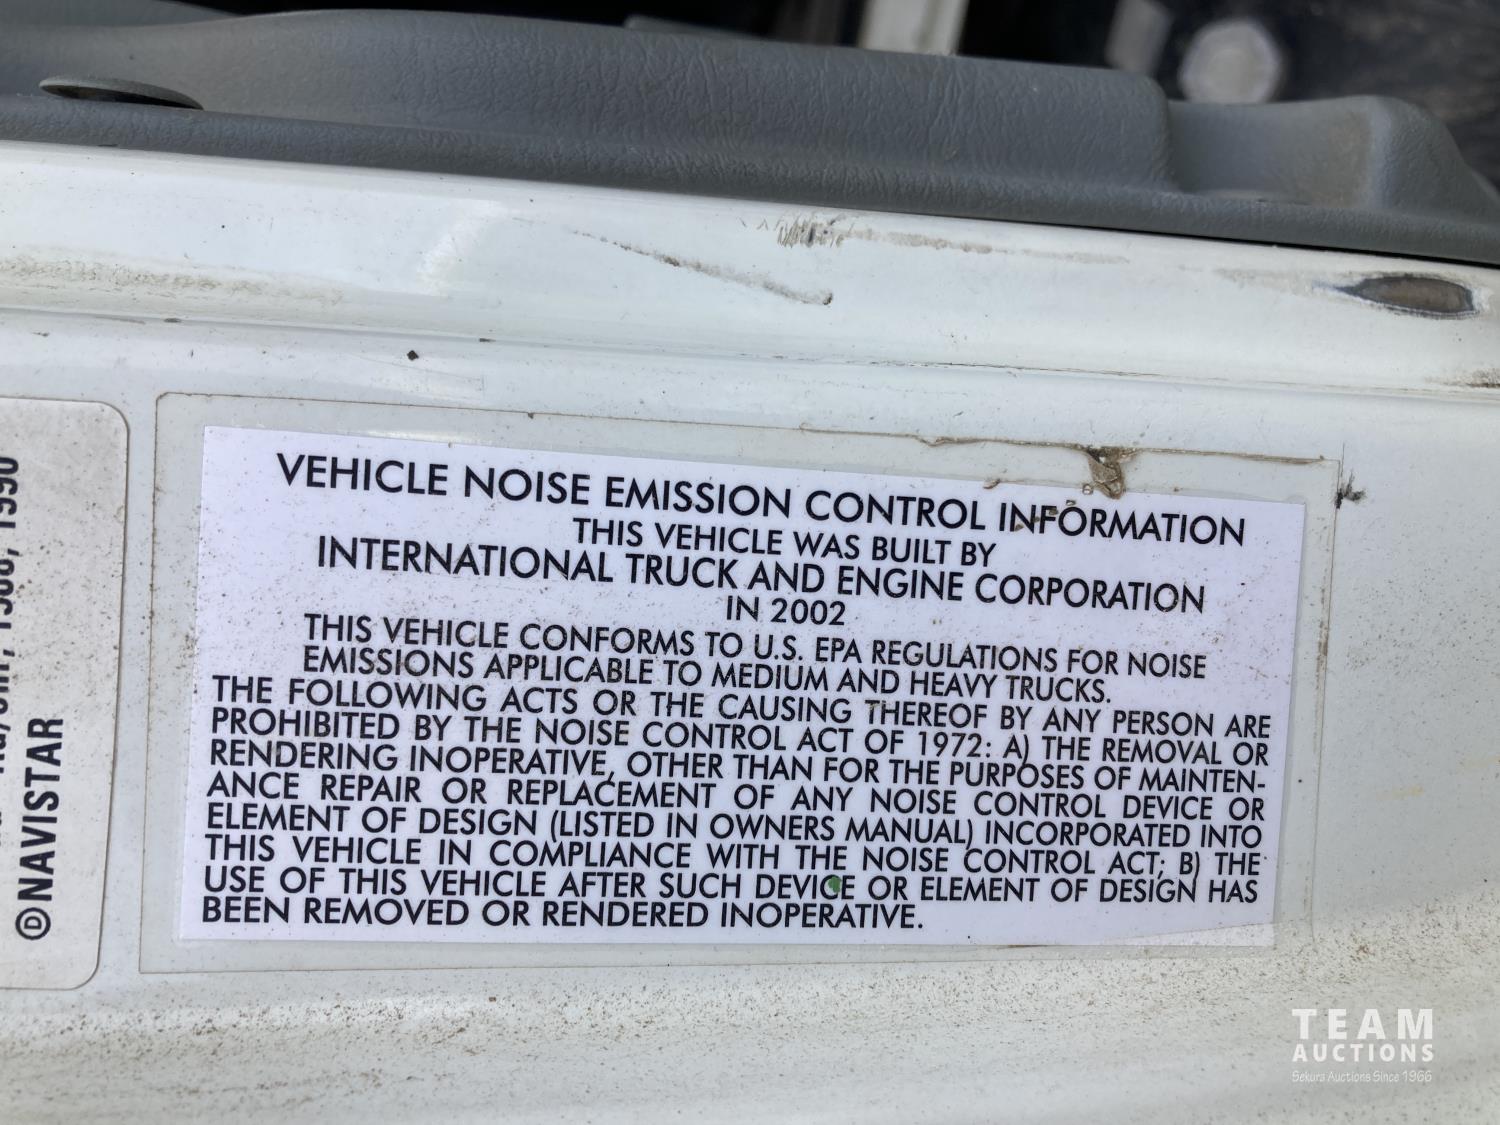 VEHICLE NOISE EMISSION CONTROL INFORMATION
THIS VEHICLE WAS BUILT BY
INTERNATIONAL TRUCK AND ENGINE CORPORATION
IN 2002
THIS VEHICLE CONFORMS TO U.S. EPA REGULATIONS FOR NOISE
EMISSIONS APPLICABLE TO MEDIUM AND HEAVY TRUCKS.
THE FOLLOWING ACTS OR THE CAUSING THEREOF BY ANY PERSON ARE
PROHIBITED BY THE NOISE CONTROL ACT OF 1972: A) THE REMOVAL OR
RENDERING INOPERATIVE, OTHER THAN FOR THE PURPOSES OF MAINTEN-
ANCE REPAIR OR REPLACEMENT OF ANY NOISE CONTROL DEVICE OR
ELEMENT OF DESIGN (LISTED IN OWNERS MANUAL) INCORPORATED INTO
THIS VEHICLE IN COMPLIANCE WITH THE NOISE CONTROL ACT; B) THE
USE OF THIS VEHICLE AFTER SUCH DEVICE OR ELEMENT OF DESIGN HAS
BEEN REMOVED OR RENDERED INOPERATIVE.
1990
Ⓓ NAVISTAR
TEAM
AUCTIONS
Sekura Auctions Since 1966